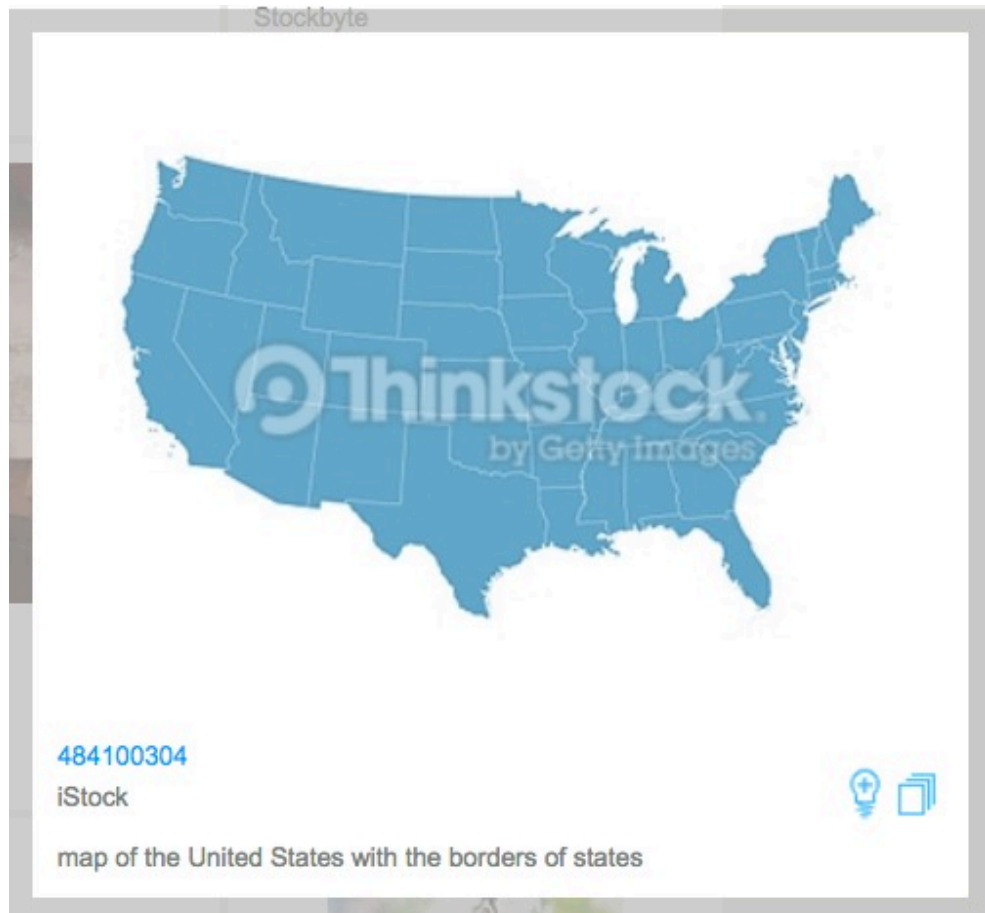 Stockbyte
Thinkstock.
by Getty Images
484100304
iStock
map of the United States with the borders of states